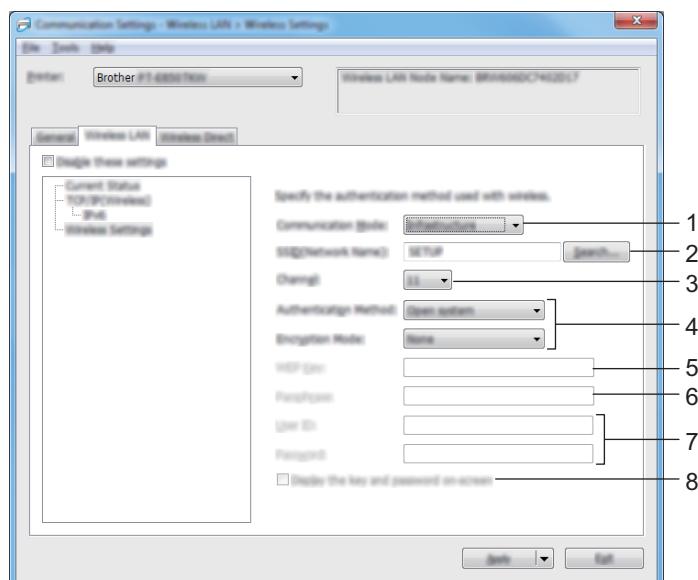 Communication Settings - Wireless LAN > Wireless Settings
File Tools Help
Printer:
Brother
Wireless LAN Node Name: BRW606DC7402D17
General Wireless LAN Wireless Direct
Disable these settings
Current Status
TCP/IP(Wireless)
IPv6
Wireless Settings
Specify the authentication method used with wireless.
Communication Mode: Infrastructure 1
SSID(Network Name): SETUP Search... 2
Channel: 11 3
Authentication Method: Open system
4
Encryption Mode: None
WEP Key: 5
Passphrase: 6
User ID:
7
Password:
Display the key and password on-screen 8
Apply Exit